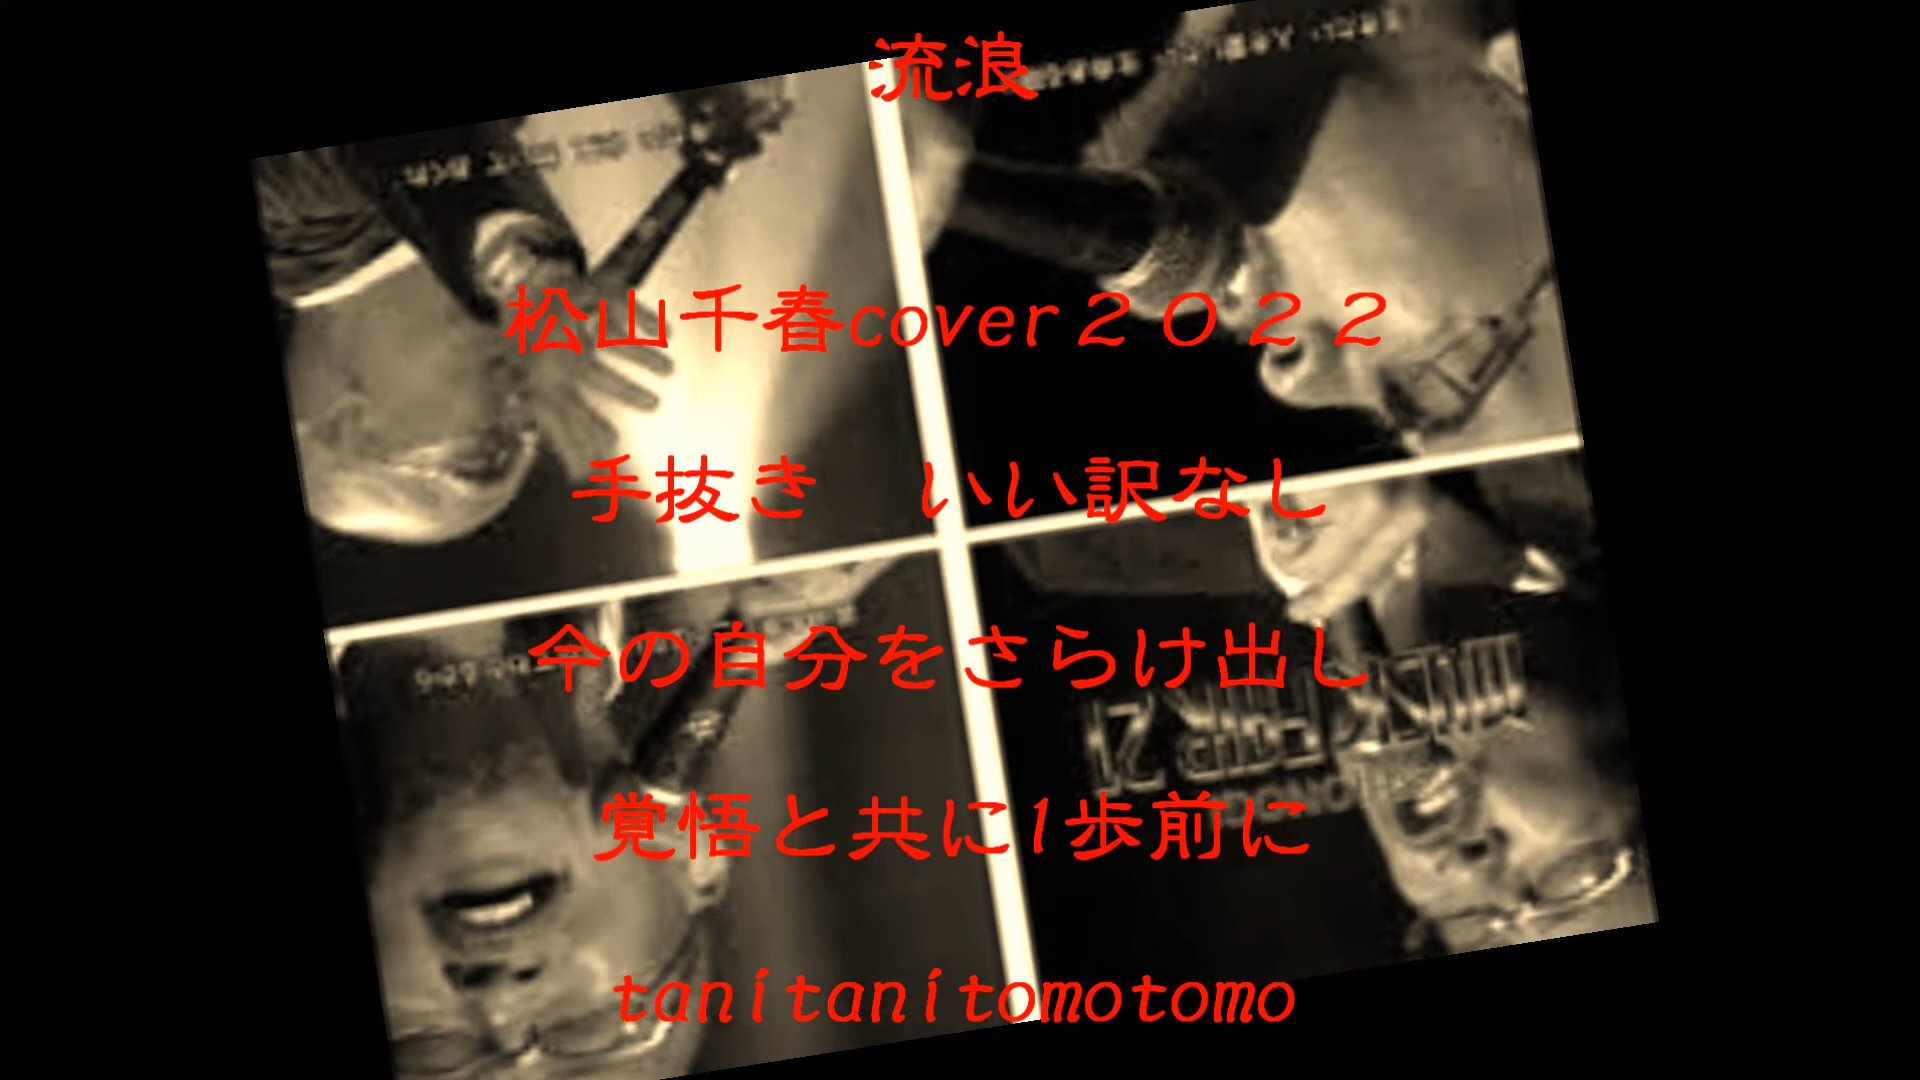 流浪
松山千春cover２０２２
手抜き　いい訳なし
今の自分をさらけ出し
覚悟と共に1歩前に
tanitanitomotomo